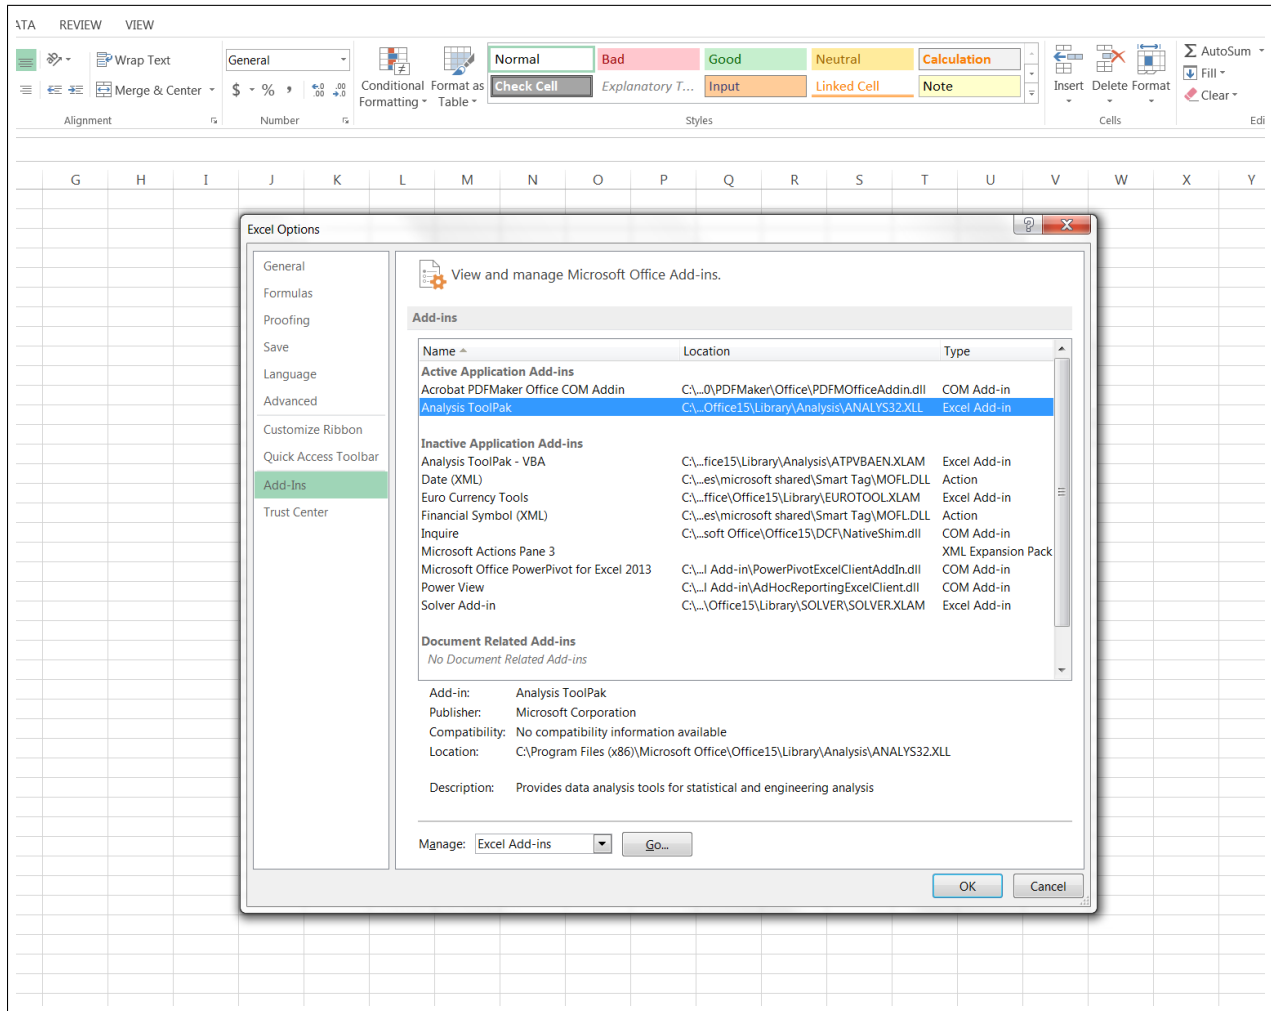 ATA REVIEW VIEW
Wrap Text General Normal Bad Good Neutral Calculation AutoSum
Conditional Formatting Format as Table Insert Delete Format Fill
Merge & Center $ % , .0 .00 .00 .0 Check Cell Explanatory T... Input Linked Cell Note Clear
Alignment Number Styles Cells Edi
G H I J K L M N O P Q R S T U V W X Y
Excel Options
General
Formulas
Proofing
Save
Language
Advanced
Customize Ribbon
Quick Access Toolbar
Add-Ins
Trust Center
View and manage Microsoft Office Add-ins.
Add-ins
Name Location Type
Active Application Add-ins
Acrobat PDFMaker Office COM Addin C:\...0\PDFMaker\Office\PDFMOfficeAddin.dll COM Add-in
Analysis ToolPak C:\...Office15\Library\Analysis\ANALYS32.XLL Excel Add-in
Inactive Application Add-ins
Analysis ToolPak - VBA C:\...fice15\Library\Analysis\ATPVBAEN.XLAM Excel Add-in
Date (XML) C:\...es\microsoft shared\Smart Tag\MOFL.DLL Action
Euro Currency Tools C:\...ffice\Office15\Library\EUROTOOL.XLAM Excel Add-in
Financial Symbol (XML) C:\...es\microsoft shared\Smart Tag\MOFL.DLL Action
Inquire C:\...soft Office\Office15\DCF\NativeShim.dll COM Add-in
Microsoft Actions Pane 3 XML Expansion Pack
Microsoft Office PowerPivot for Excel 2013 C:\...l Add-in\PowerPivotExcelClientAddIn.dll COM Add-in
Power View C:\...l Add-in\AdHocReportingExcelClient.dll COM Add-in
Solver Add-in C:\...\Office15\Library\SOLVER\SOLVER.XLAM Excel Add-in
Document Related Add-ins
No Document Related Add-ins
Add-in: Analysis ToolPak
Publisher: Microsoft Corporation
Compatibility: No compatibility information available
Location: C:\Program Files (x86)\Microsoft Office\Office15\Library\Analysis\ANALYS32.XLL
Description: Provides data analysis tools for statistical and engineering analysis
Manage: Excel Add-ins Go...
OK Cancel